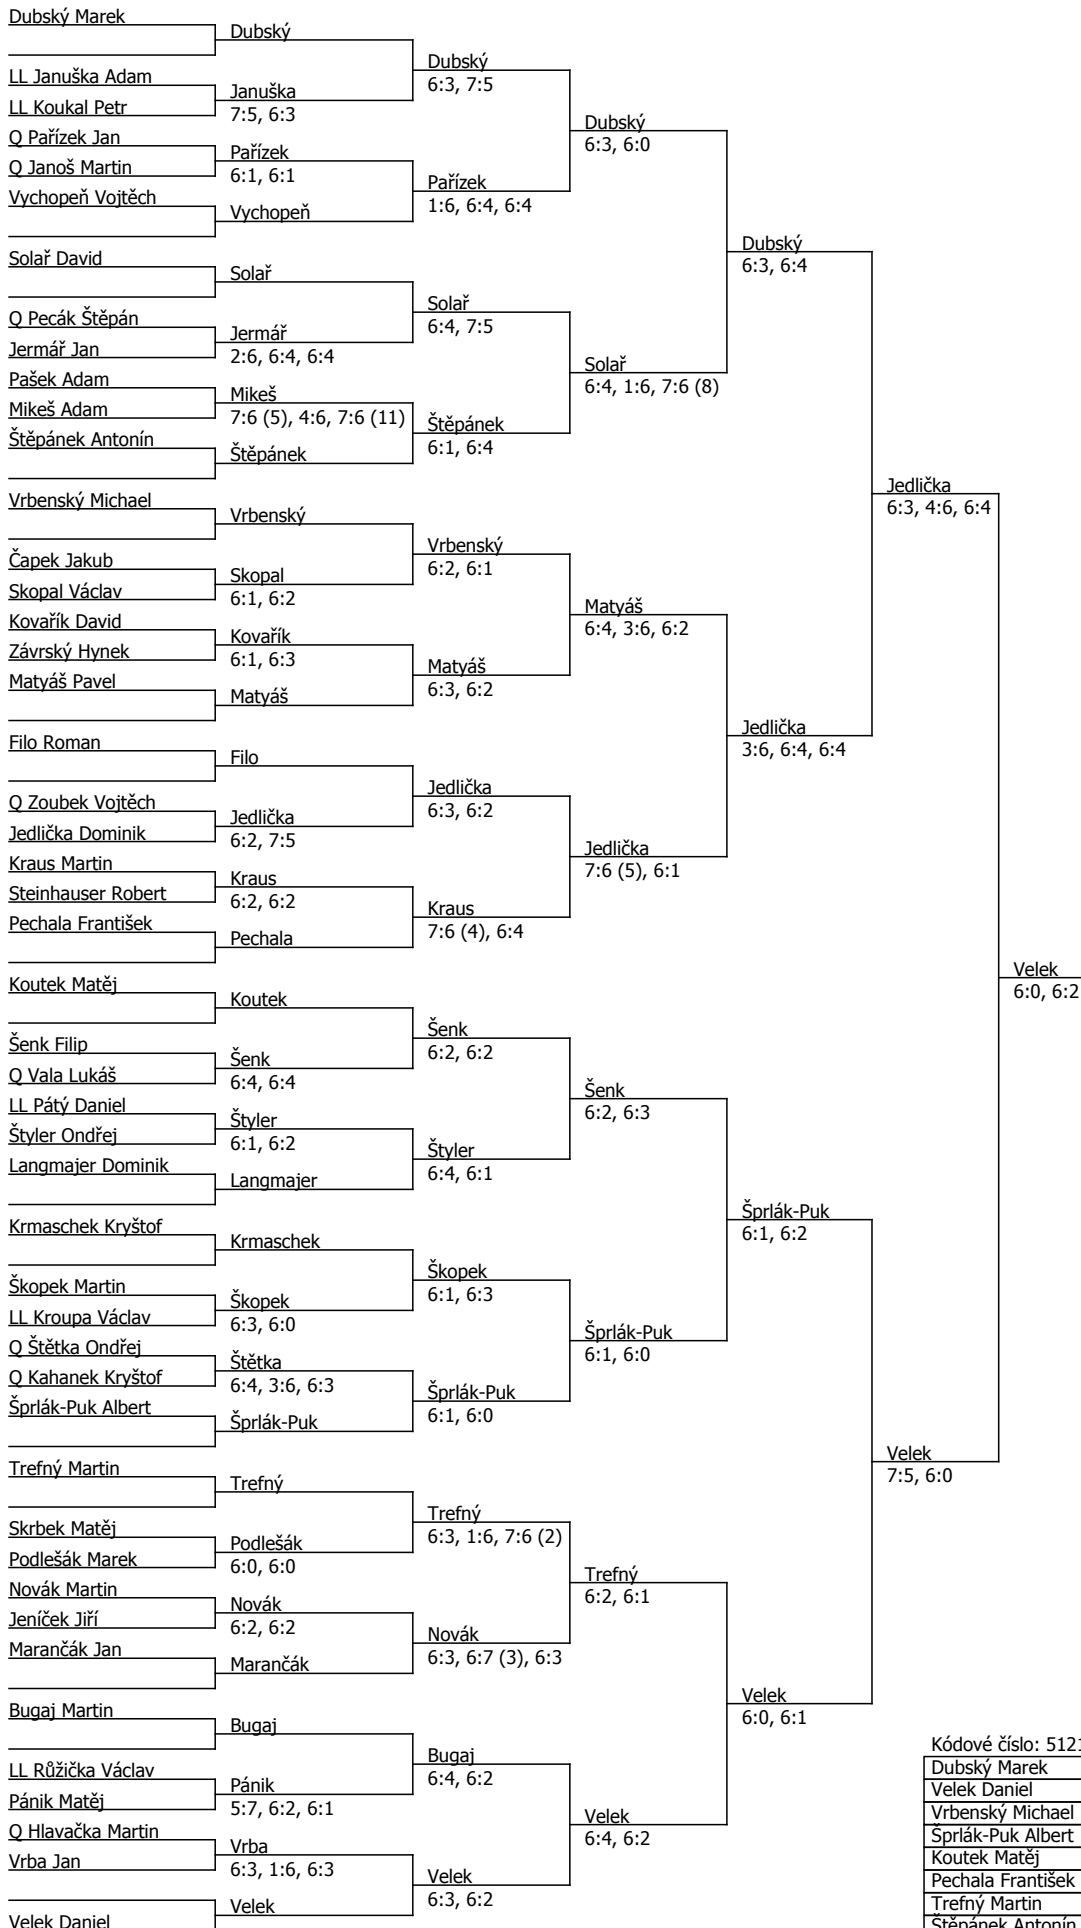 Dubský Marek
LL Januška Adam
LL Koukal Petr
Q Pařízek Jan
Q Janoš Martin
Vychopeň Vojtěch
Solař David
Q Pecák Štěpán
Jermář Jan
Pašek Adam
Mikeš Adam
Štěpánek Antonín
Vrbenský Michael
Čapek Jakub
Skopal Václav
Kovařík David
Závrský Hynek
Matyáš Pavel
Filo Roman
Q Zoubek Vojtěch
Jedlička Dominik
Kraus Martin
Steinhauser Robert
Pechala František
Koutek Matěj
Šenk Filip
Q Vala Lukáš
LL Pátý Daniel
Štyler Ondřej
Langmajer Dominik
Krmaschek Kryštof
Škopek Martin
LL Kroupa Václav
Q Štětka Ondřej
Q Kahanek Kryštof
Šprlák-Puk Albert
Trefný Martin
Skrbek Matěj
Podlešák Marek
Novák Martin
Jeníček Jiří
Marančák Jan
Bugaj Martin
LL Růžička Václav
Pánik Matěj
Q Hlavačka Martin
Vrba Jan
Velek Daniel
Dubský
Januška
7:5, 6:3
Pařízek
6:1, 6:1
Vychopeň
Solař
Jermář
2:6, 6:4, 6:4
Mikeš
7:6 (5), 4:6, 7:6 (11)
Štěpánek
Vrbenský
Skopal
6:1, 6:2
Kovařík
6:1, 6:3
Matyáš
Filo
Jedlička
6:2, 7:5
Kraus
6:2, 6:2
Pechala
Koutek
Šenk
6:4, 6:4
Štyler
6:1, 6:2
Langmajer
Krmaschek
Škopek
6:3, 6:0
Štětka
6:4, 3:6, 6:3
Šprlák-Puk
Trefný
Podlešák
6:0, 6:0
Novák
6:2, 6:2
Marančák
Bugaj
Pánik
5:7, 6:2, 6:1
Vrba
6:3, 1:6, 6:3
Velek
Dubský
6:3, 7:5
Pařízek
1:6, 6:4, 6:4
Solař
6:4, 7:5
Štěpánek
6:1, 6:4
Vrbenský
6:2, 6:1
Matyáš
6:3, 6:2
Jedlička
6:3, 6:2
Kraus
7:6 (4), 6:4
Šenk
6:2, 6:2
Štyler
6:4, 6:1
Škopek
6:1, 6:3
Šprlák-Puk
6:1, 6:0
Trefný
6:3, 1:6, 7:6 (2)
Novák
6:3, 6:7 (3), 6:3
Bugaj
6:4, 6:2
Velek
6:3, 6:2
Dubský
6:3, 6:0
Solař
6:4, 1:6, 7:6 (8)
Matyáš
6:4, 3:6, 6:2
Jedlička
7:6 (5), 6:1
Šenk
6:2, 6:3
Šprlák-Puk
6:1, 6:0
Trefný
6:2, 6:1
Velek
6:4, 6:2
Dubský
6:3, 6:4
Jedlička
3:6, 6:4, 6:4
Šprlák-Puk
6:1, 6:2
Velek
6:0, 6:1
Jedlička
6:3, 4:6, 6:4
Velek
7:5, 6:0
Velek
6:0, 6:2
Kódové číslo: 5121
Dubský Marek
Velek Daniel
Vrbenský Michael
Šprlák-Puk Albert
Koutek Matěj
Pechala František
Trefný Martin
Štěpánek Antonín